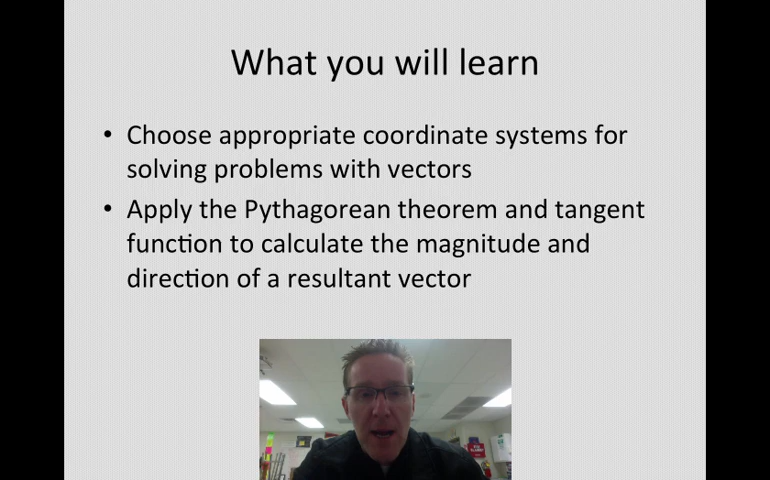 What you will learn
• Choose appropriate coordinate systems for
solving problems with vectors
• Apply the Pythagorean theorem and tangent
function to calculate the magnitude and
direction of a resultant vector